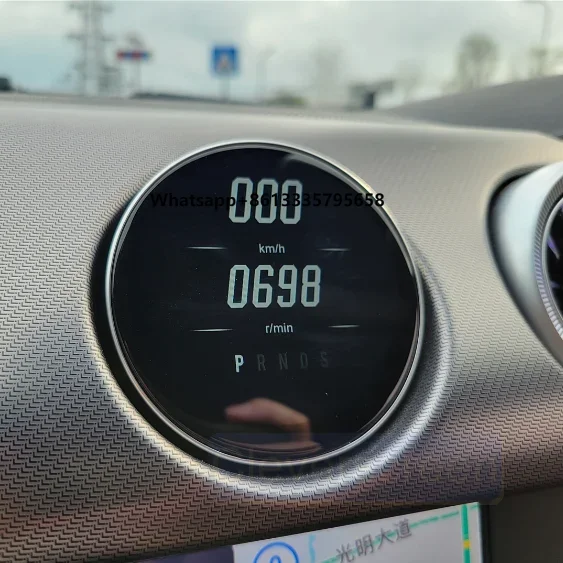 000
Whatsapp+8613335795658
km/h
0698
r/min
P R N D S
光明大道